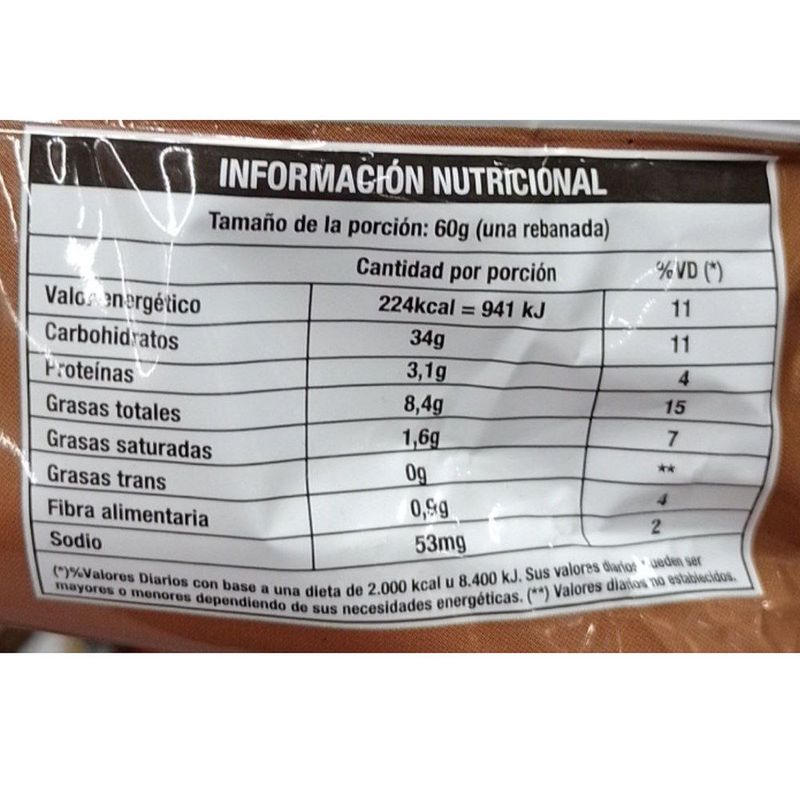 INFORMACIÓN NUTRICIONAL
Tamaño de la porción: 60g (una rebanada)
Cantidad por porción %VD (*)
Valor energético 224kcal = 941 kJ 11
Carbohidratos 34g 11
Proteínas 3,1g 4
Grasas totales 8,4g 15
Grasas saturadas 1,6g 7
Grasas trans 0g **
Fibra alimentaria 4
Sodio 53mg 2
(*)%Valores Diarios con base a una dieta de 2.000 kcal u 8.400 kJ. Sus valores diarios pueden ser
mayores o menores dependiendo de sus necesidades energéticas. (**) Valores diarios no establecidos.